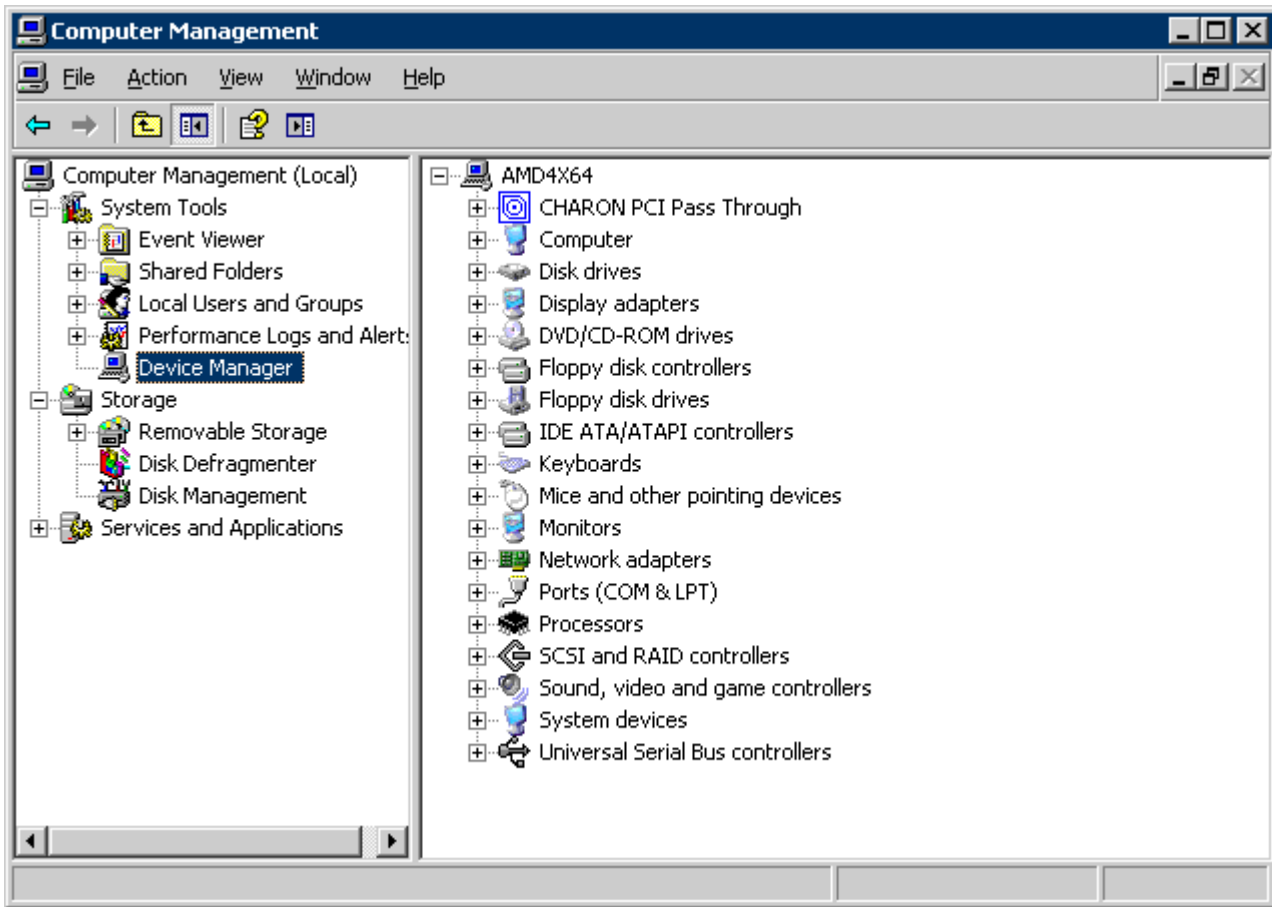 Computer Management
File Action View Window Help
Computer Management (Local)
System Tools
Event Viewer
Shared Folders
Local Users and Groups
Performance Logs and Alert
Device Manager
Storage
Removable Storage
Disk Defragmenter
Disk Management
Services and Applications
AMD4X64
CHARON PCI Pass Through
Computer
Disk drives
Display adapters
DVD/CD-ROM drives
Floppy disk controllers
Floppy disk drives
IDE ATA/ATAPI controllers
Keyboards
Mice and other pointing devices
Monitors
Network adapters
Ports (COM & LPT)
Processors
SCSI and RAID controllers
Sound, video and game controllers
System devices
Universal Serial Bus controllers